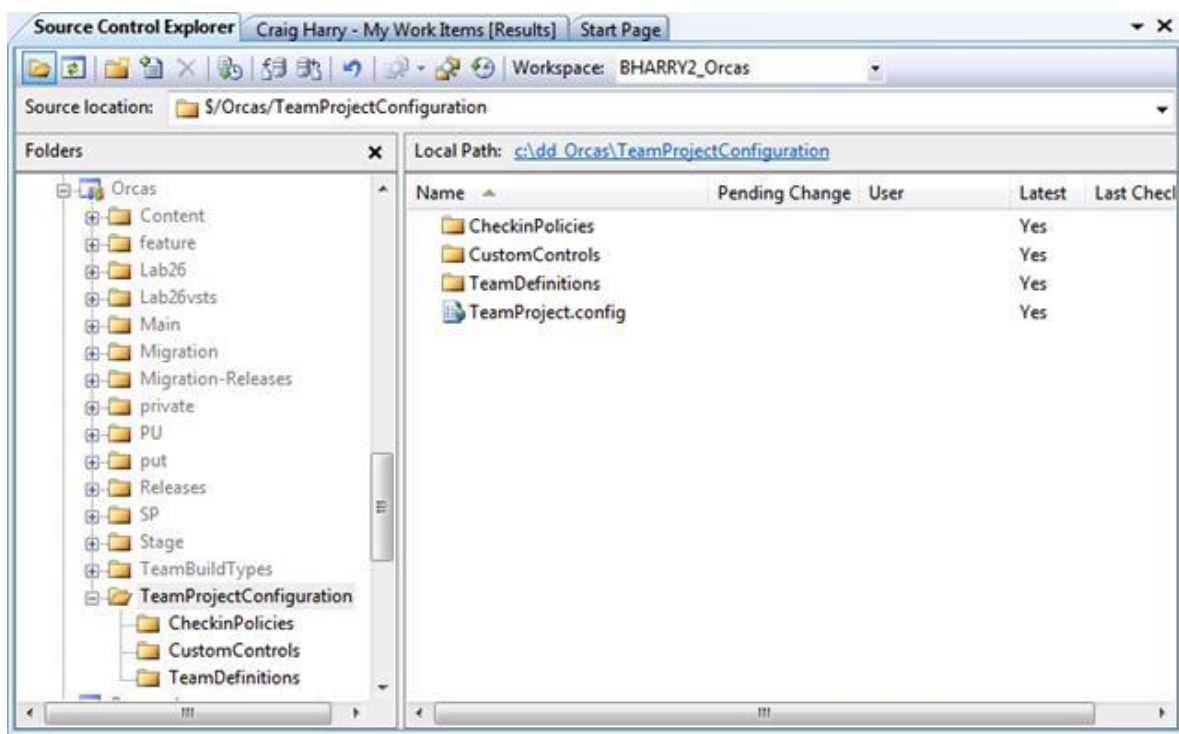 Source Control Explorer Craig Harry - My Work Items [Results] Start Page
Workspace: BHARRY2_Orcas
Source location: $/Orcas/TeamProjectConfiguration
Folders
Orcas
Content
feature
Lab26
Lab26vsts
Main
Migration
Migration-Releases
private
PU
put
Releases
SP
Stage
TeamBuildTypes
TeamProjectConfiguration
CheckinPolicies
CustomControls
TeamDefinitions
Local Path: c:\dd_Orcas\TeamProjectConfiguration
Name Pending Change User Latest Last Check
CheckinPolicies Yes
CustomControls Yes
TeamDefinitions Yes
TeamProject.config Yes